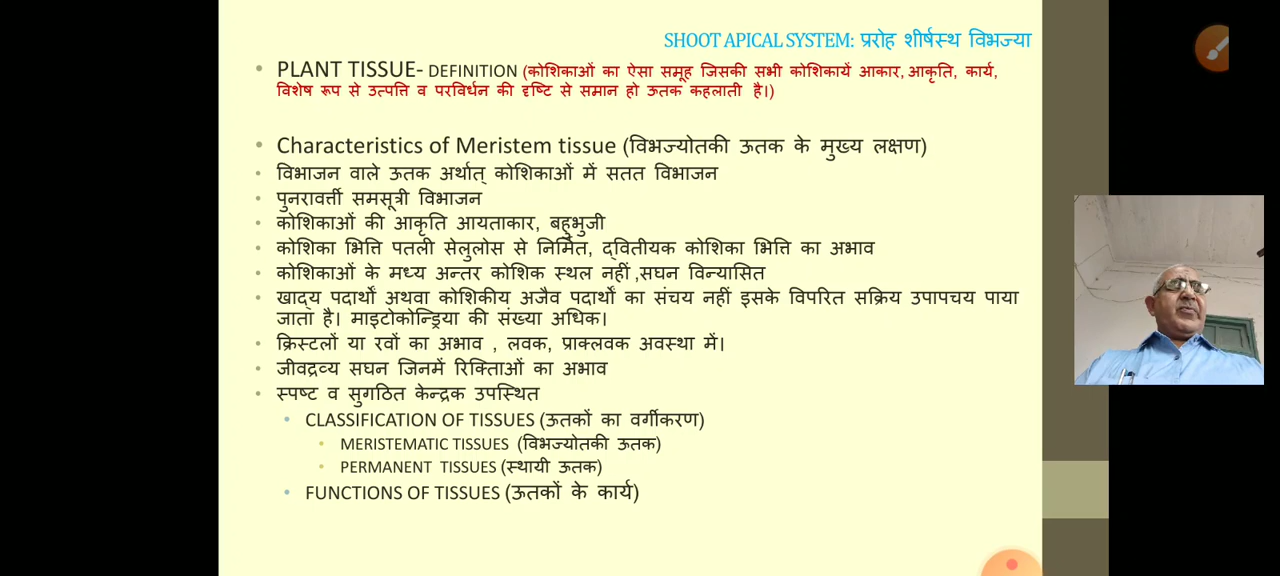 SHOOT APICAL SYSTEM: प्ररोह शीर्षस्थ विभज्या
PLANT TISSUE- DEFINITION (कोशिकाओं का ऐसा समूह जिसकी सभी कोशिकायें आकार, आकृति, कार्य,
विशेष रूप से उत्पत्ति व परविर्धन की दृष्टि से समान हो ऊतक कहलाती है।)
Characteristics of Meristem tissue (विभज्योतकी ऊतक के मुख्य लक्षण)
विभाजन वाले ऊतक अर्थात् कोशिकाओं में सतत विभाजन
पुनरावर्त्ती समसूत्री विभाजन
कोशिकाओं की आकृति आयताकार, बहुभुजी
कोशिका भित्ति पतली सेलुलोस से निर्मित, द्वितीयक कोशिका भित्ति का अभाव
कोशिकाओं के मध्य अन्तर कोशिक स्थल नहीं ,सघन विन्यासित
खाद्य पदार्थों अथवा कोशिकीय अजैव पदार्थों का संचय नहीं इसके विपरित सक्रिय उपापचय पाया
जाता है। माइटोकोन्ड्रिया की संख्या अधिक।
क्रिस्टलों या रवों का अभाव , लवक, प्राक्लवक अवस्था में।
जीवद्रव्य सघन जिनमें रिक्तिाओं का अभाव
स्पष्ट व सुगठित केन्द्रक उपस्थित
CLASSIFICATION OF TISSUES (ऊतकों का वर्गीकरण)
MERISTEMATIC TISSUES (विभज्योतकी ऊतक)
PERMANENT TISSUES (स्थायी ऊतक)
FUNCTIONS OF TISSUES (ऊतकों के कार्य)